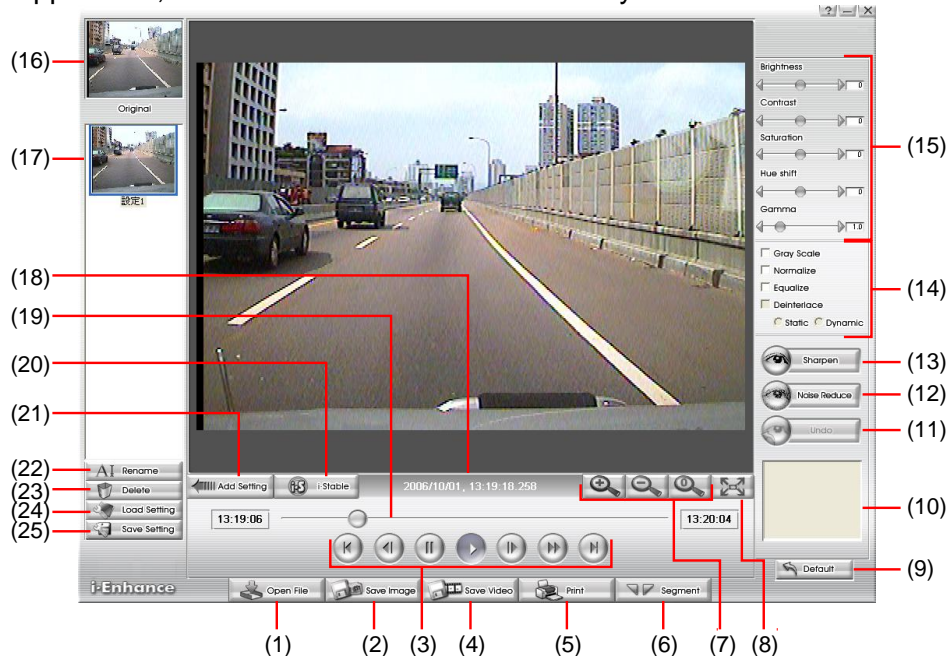 ? — X
(16)
Original
(17)
設定1
(18)
(19)
(20)
(21)
(22)
(23)
(24)
(25)
AI Rename
Delete
Load Setting
Save Setting
i-Enhance
Add Setting
i-S i-Stable
2006/10/01, 13:19:18.258
13:19:06
13:20:04
Brightness
0
Contrast
0
Saturation
0
Hue shift
0
Gamma
1.0
(15)
Gray Scale
Normalize
Equalize
Deinterlace
Static Dynamic
(14)
Sharpen
(13)
Noise Reduce
(12)
Undo
(11)
(10)
Default
(9)
Open File
Save Image
Save Video
Print
Segment
(1) (2) (3) (4) (5) (6) (7) (8)